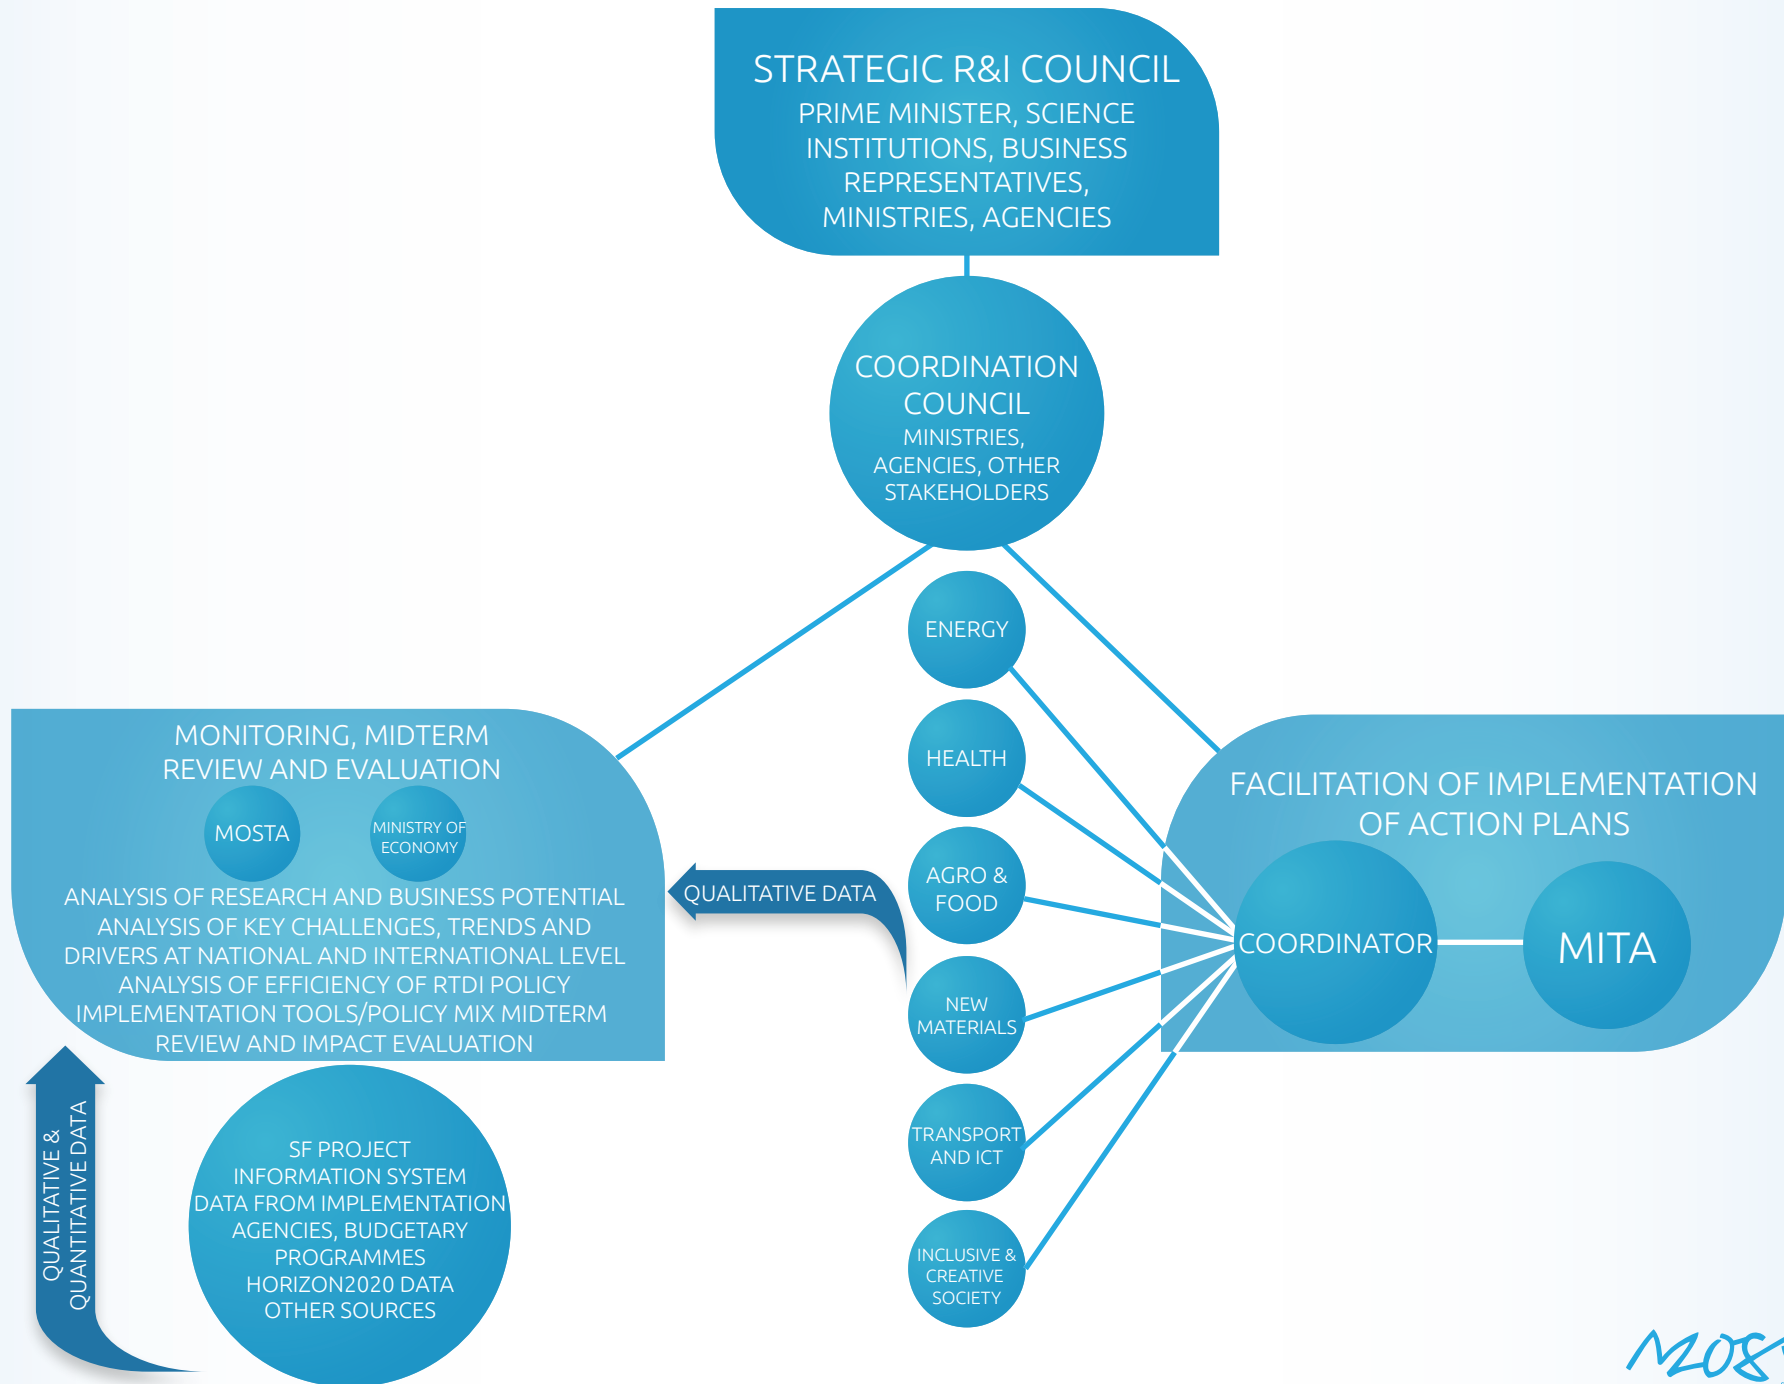 STRATEGIC R&I COUNCIL
PRIME MINISTER, SCIENCE
INSTITUTIONS, BUSINESS
REPRESENTATIVES,
MINISTRIES, AGENCIES
COORDINATION
COUNCIL
MINISTRIES,
AGENCIES, OTHER
STAKEHOLDERS
ENERGY
HEALTH
AGRO &
FOOD
NEW
MATERIALS
TRANSPORT
AND ICT
INCLUSIVE &
CREATIVE
SOCIETY
MONITORING, MIDTERM
REVIEW AND EVALUATION
MOSTA
MINISTRY OF
ECONOMY
ANALYSIS OF RESEARCH AND BUSINESS POTENTIAL
ANALYSIS OF KEY CHALLENGES, TRENDS AND
DRIVERS AT NATIONAL AND INTERNATIONAL LEVEL
ANALYSIS OF EFFICIENCY OF RTDI POLICY
IMPLEMENTATION TOOLS/POLICY MIX MIDTERM
REVIEW AND IMPACT EVALUATION
QUALITATIVE DATA
FACILITATION OF IMPLEMENTATION
OF ACTION PLANS
COORDINATOR
MITA
QUALITATIVE &
QUANTITATIVE DATA
SF PROJECT
INFORMATION SYSTEM
DATA FROM IMPLEMENTATION
AGENCIES, BUDGETARY
PROGRAMMES
HORIZON2020 DATA
OTHER SOURCES